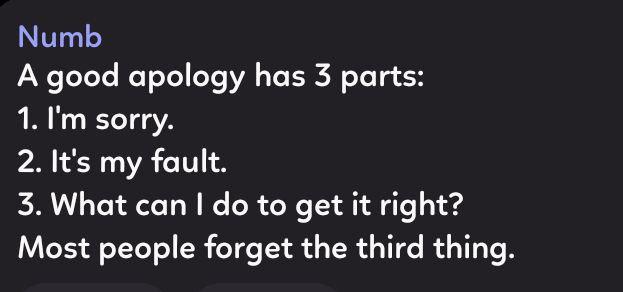 Numb
A good apology has 3 parts:
1. I'm sorry.
2. It's my fault.
3. What can I do to get it right?
Most people forget the third thing.